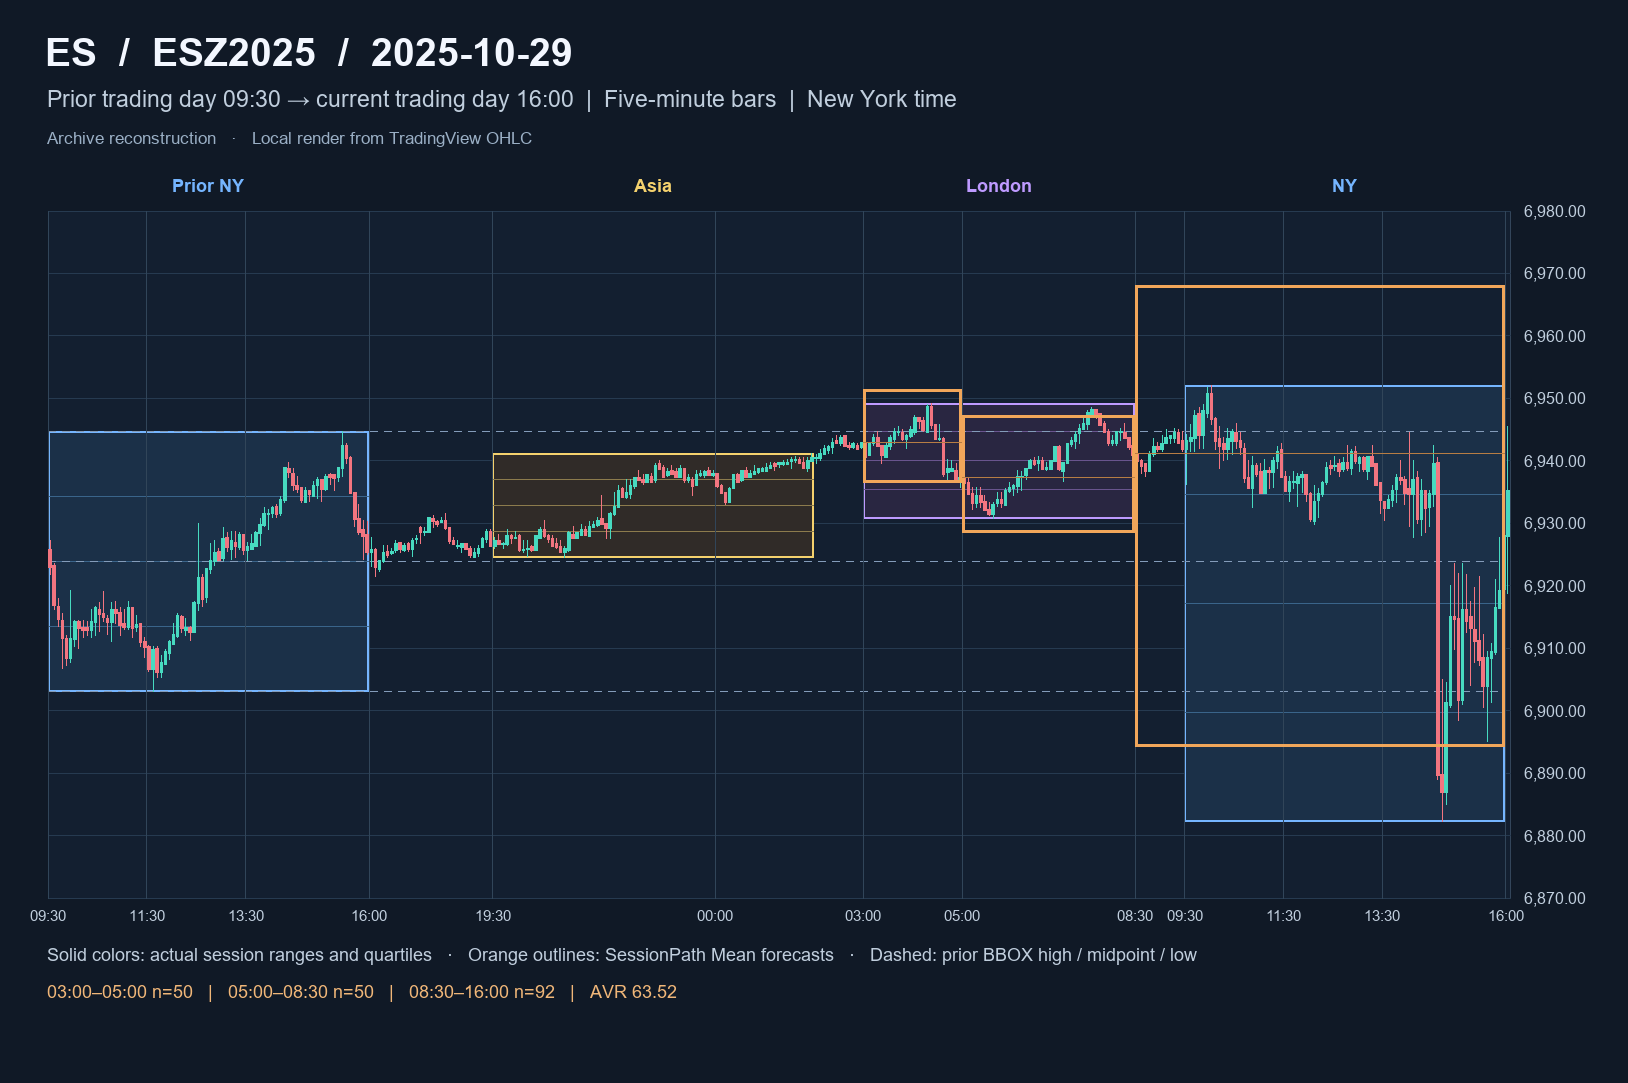 ES / ESZ2025 / 2025-10-29
Prior trading day 09:30 → current trading day 16:00 | Five-minute bars | New York time
Archive reconstruction · Local render from TradingView OHLC
Prior NY Asia London NY
6,980.00
6,970.00
6,960.00
6,950.00
6,940.00
6,930.00
6,920.00
6,910.00
6,900.00
6,890.00
6,880.00
6,870.00
09:30 11:30 13:30 16:00 19:30 00:00 03:00 05:00 08:30 09:30 11:30 13:30 16:00
Solid colors: actual session ranges and quartiles · Orange outlines: SessionPath Mean forecasts · Dashed: prior BBOX high / midpoint / low
03:00–05:00 n=50 | 05:00–08:30 n=50 | 08:30–16:00 n=92 | AVR 63.52